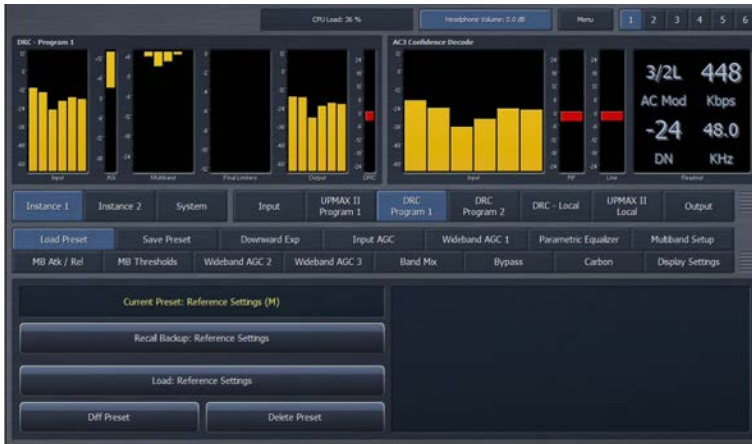 CPU Load: 36 %
Headphone Volume: 0.0 dB
Menu
1 2 3 4 5 6
DRC - Program 1
AC3 Confidence Decode
3/2L 448
AC Mod Kbps
-24 48.0
DN KHz
Input
AG
Multiband
Final Limiters
Output
DRC
Input
RF
Line
Instance 1
Instance 2
System
Input
UPMAX II Program 1
DRC Program 1
DRC Program 2
DRC - Local
UPMAX II Local
Output
Load Preset
Save Preset
Downward Exp
Input AGC
Wideband AGC 1
Parametric Equalizer
Multiband Setup
MB Atk / Rel
MB Thresholds
Wideband AGC 2
Wideband AGC 3
Band Mix
Bypass
Carbon
Display Settings
Current Preset: Reference Settings (M)
Recall Backup: Reference Settings
Load: Reference Settings
Diff Preset
Delete Preset